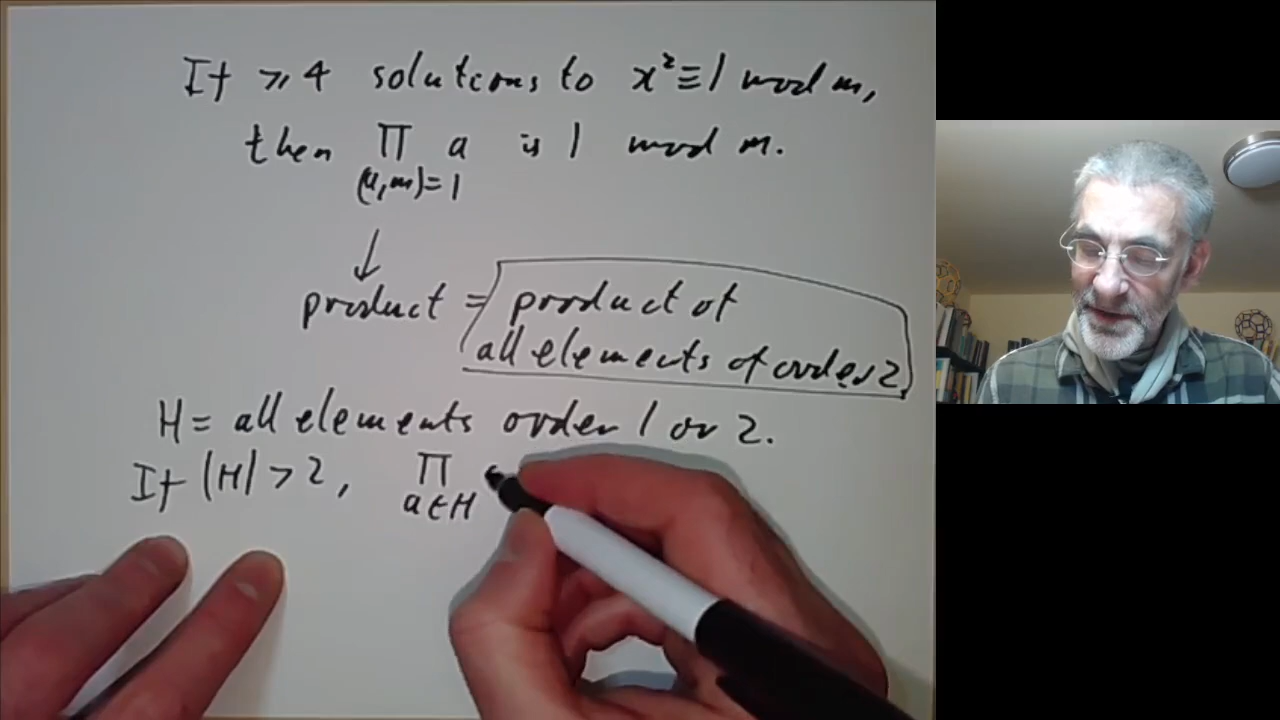 If ⩾4 solutions to x²≡1 mod m,
then Π a is 1 mod m.
(a,m)=1
↓
product = product of
all elements of order 2
H = all elements order 1 or 2.
If |H| > 2, Π
a∈H